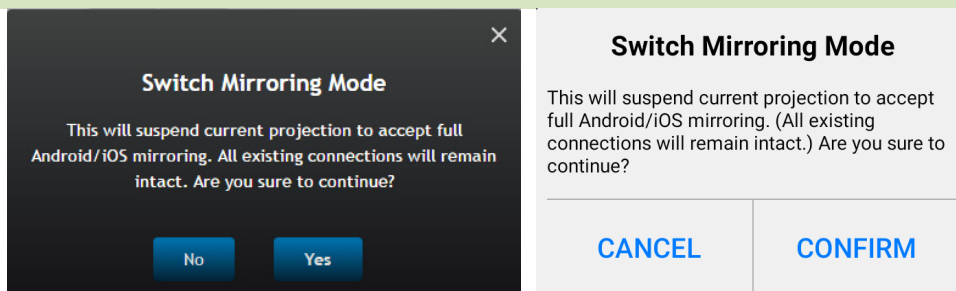 Switch Mirroring Mode
This will suspend current projection to accept full
Android/iOS mirroring. All existing connections will remain
intact. Are you sure to continue?
No
Yes
Switch Mirroring Mode
This will suspend current projection to accept
full Android/iOS mirroring. (All existing
connections will remain intact.) Are you sure to
continue?
CANCEL
CONFIRM